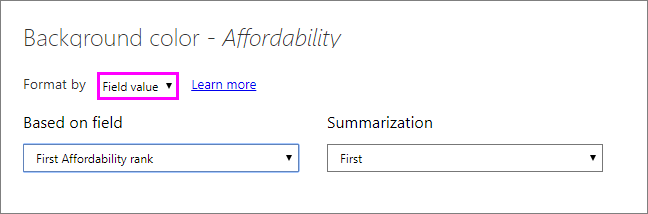 Background color - Affordability
Format by Field value Learn more
Based on field Summarization
First Affordability rank First